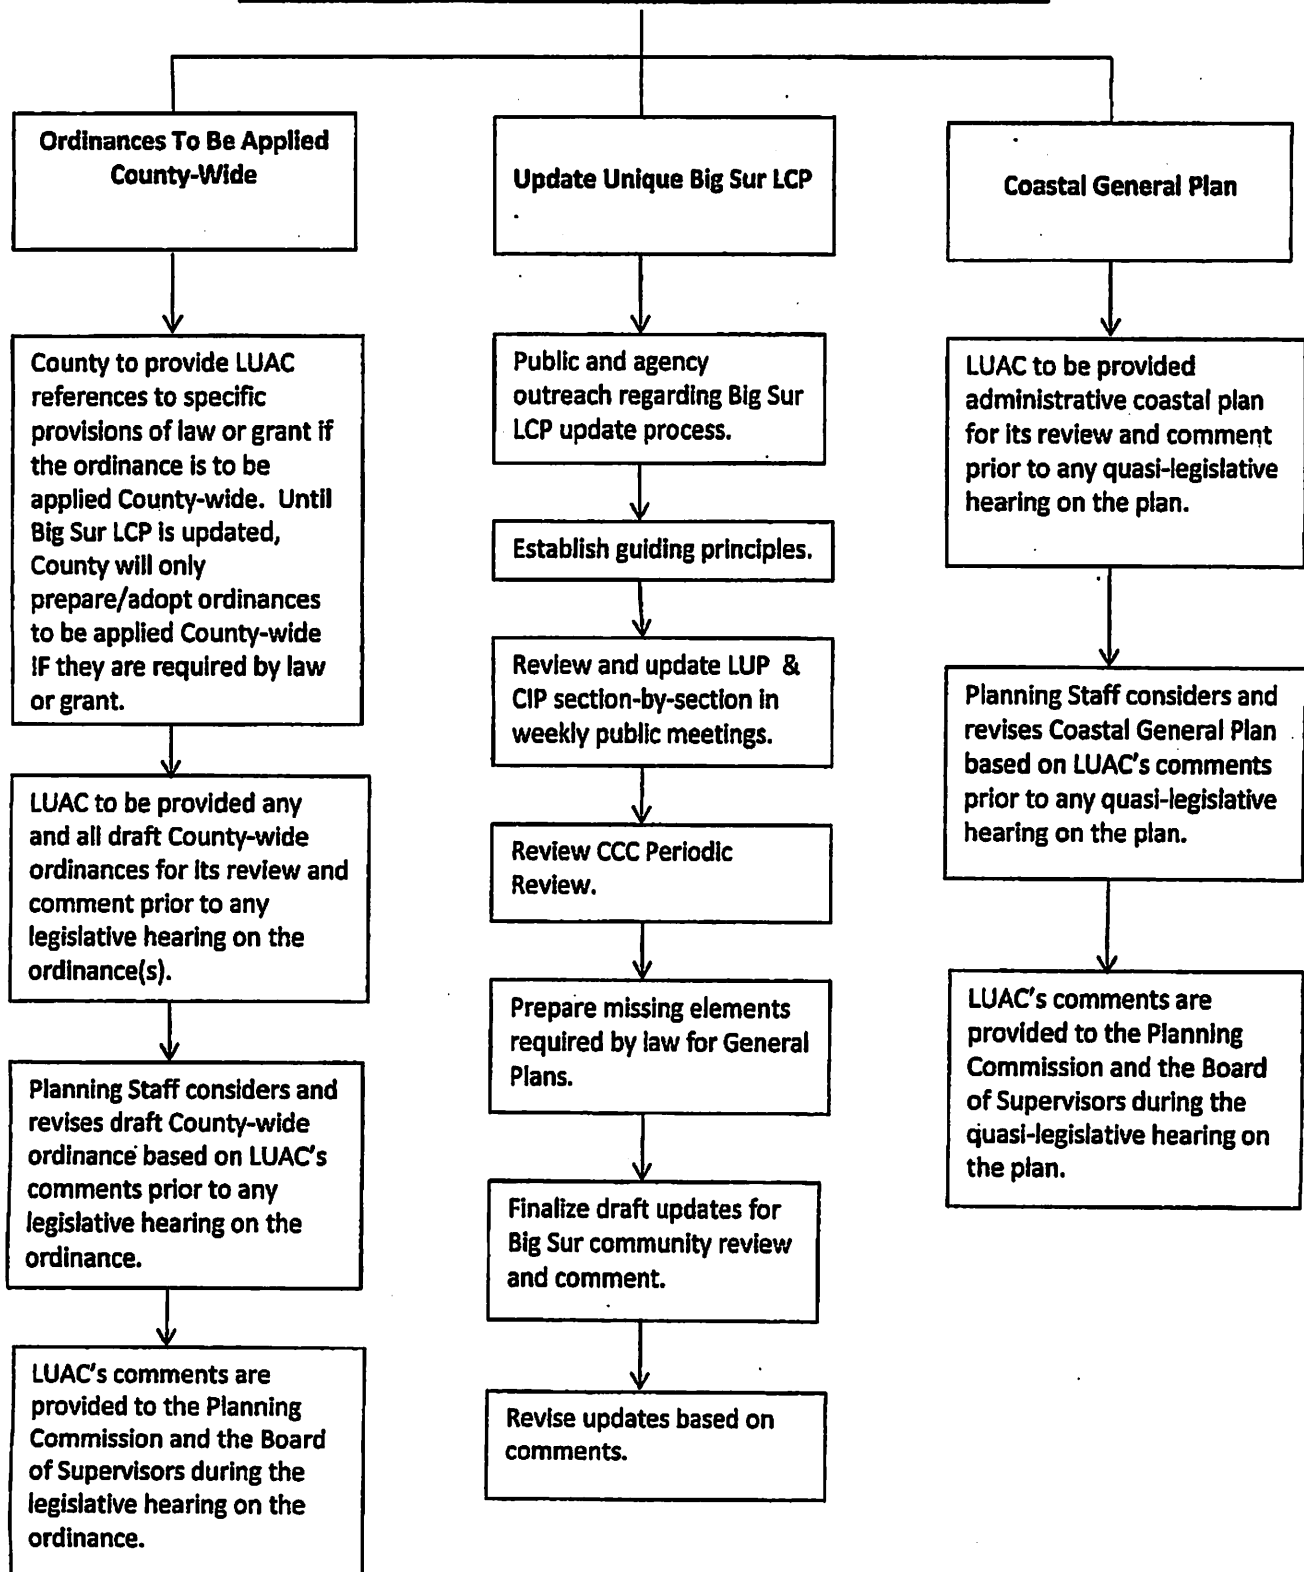 Ordinances To Be Applied
County-Wide
County to provide LUAC
references to specific
provisions of law or grant if
the ordinance is to be
applied County-wide.  Until
Big Sur LCP is updated,
County will only
prepare/adopt ordinances
to be applied County-wide
IF they are required by law
or grant.
LUAC to be provided any
and all draft County-wide
ordinances for its review and
comment prior to any
legislative hearing on the
ordinance(s).
Planning Staff considers and
revises draft County-wide
ordinance based on LUAC's
comments prior to any
legislative hearing on the
ordinance.
LUAC's comments are
provided to the Planning
Commission and the Board
of Supervisors during the
legislative hearing on the
ordinance.
Update Unique Big Sur LCP
Public and agency
outreach regarding Big Sur
LCP update process.
Establish guiding principles.
Review and update LUP &
CIP section-by-section in
weekly public meetings.
Review CCC Periodic
Review.
Prepare missing elements
required by law for General
Plans.
Finalize draft updates for
Big Sur community review
and comment.
Revise updates based on
comments.
Coastal General Plan
LUAC to be provided
administrative coastal plan
for its review and comment
prior to any quasi-legislative
hearing on the plan.
Planning Staff considers and
revises Coastal General Plan
based on LUAC's comments
prior to any quasi-legislative
hearing on the plan.
LUAC's comments are
provided to the Planning
Commission and the Board
of Supervisors during the
quasi-legislative hearing on
the plan.